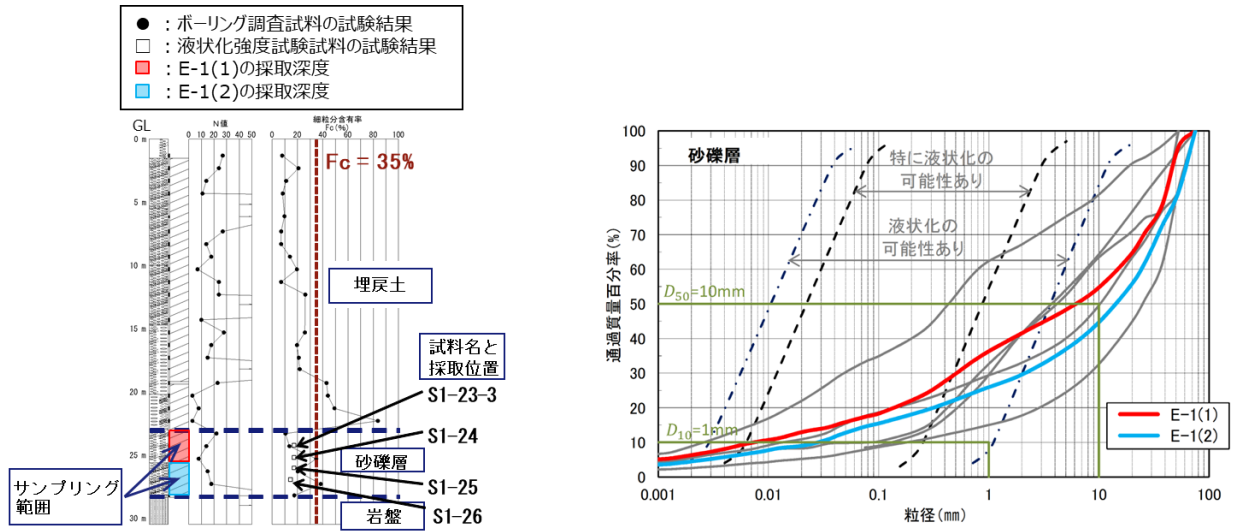 ● : ボーリング調査試料の試験結果
□ : 液状化強度試験試料の試験結果
: E-1(1)の採取深度
: E-1(2)の採取深度
GL
N 値
細粒分含有率
Fc(%)
0 10 20 30 40 50
0 20 40 60 80 100
0 m
5 m
10 m
15 m
20 m
25 m
30 m
Fc = 35%
埋戻土
試料名と
採取位置
S1-23-3
S1-24
砂礫層
S1-25
S1-26
岩盤
サンプリング
範囲
砂礫層
特に液状化の
可能性あり
液状化の
可能性あり
D50=10mm
D10=1mm
E-1(1)
E-1(2)
通過質量百分率(%)
100
90
80
70
60
50
40
30
20
10
0
0.001 0.01 0.1 1 10 100
粒径(mm)